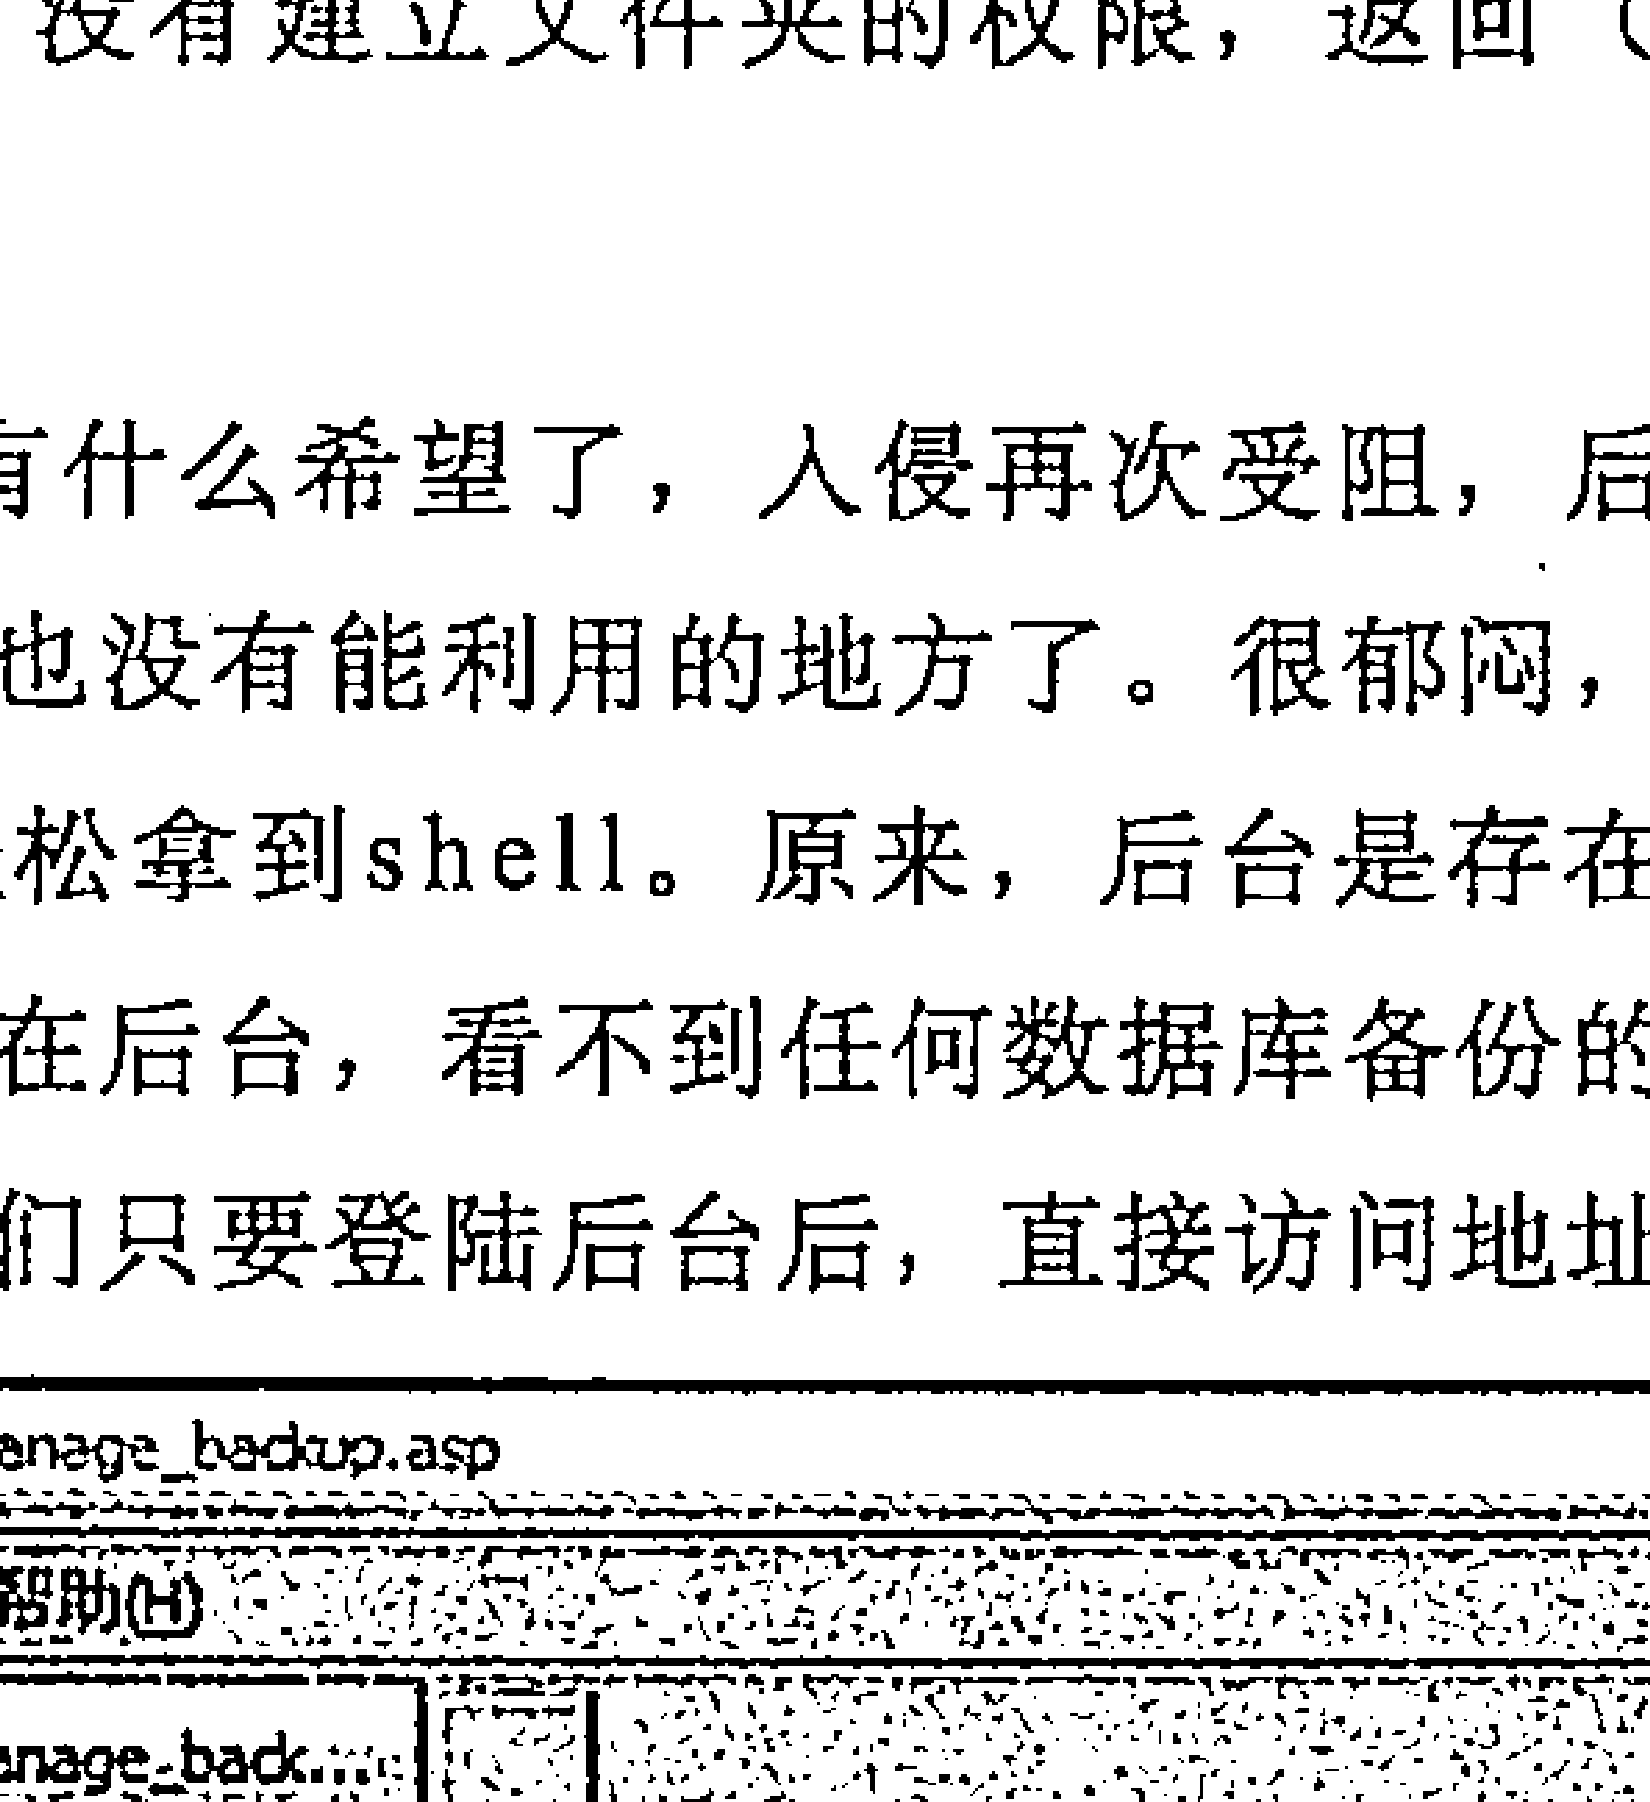 没有建立文件夹的权限，返回（
有什么希望了，入侵再次受阻，后
也没有能利用的地方了。很郁闷，
松拿到shell。原来，后台是存在
在后台，看不到任何数据库备份的
们只要登陆后台后，直接访问地址
anage_backup.asp
帮助(H)
anage_back...